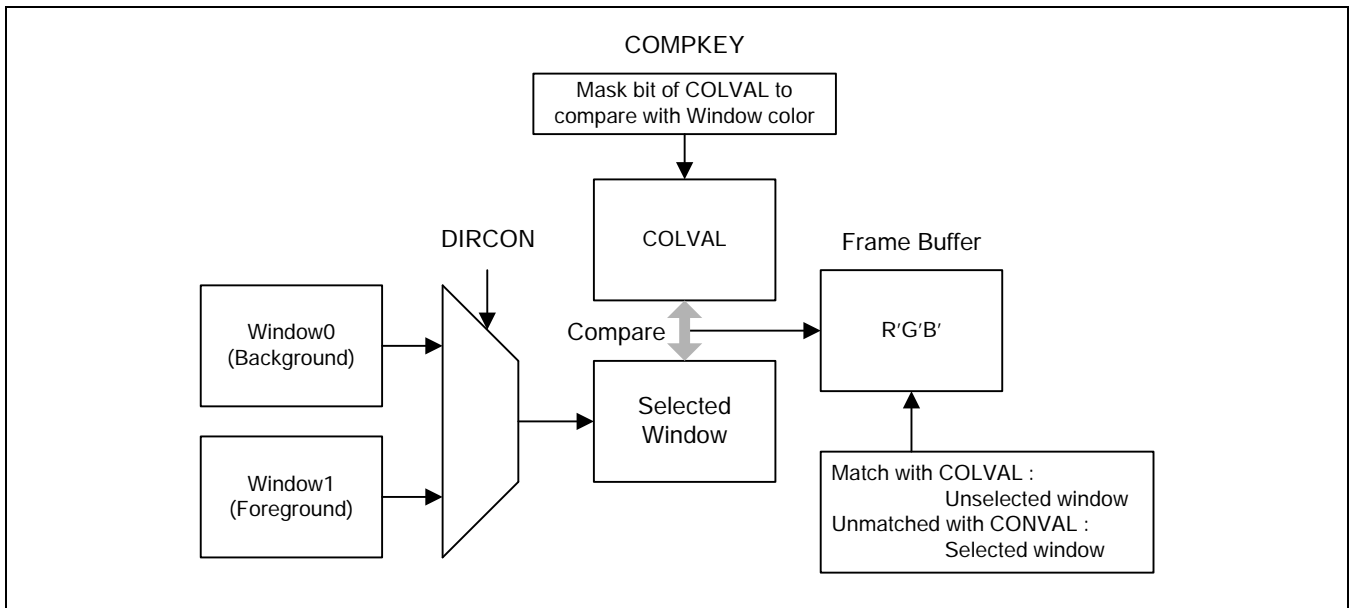 COMPKEY
Mask bit of COLVAL to
compare with Window color
COLVAL
DIRCON
Frame Buffer
Window0
(Background)
Compare
R'G'B'
Selected
Window
Window1
(Foreground)
Match with COLVAL :
Unselected window
Unmatched with CONVAL :
Selected window